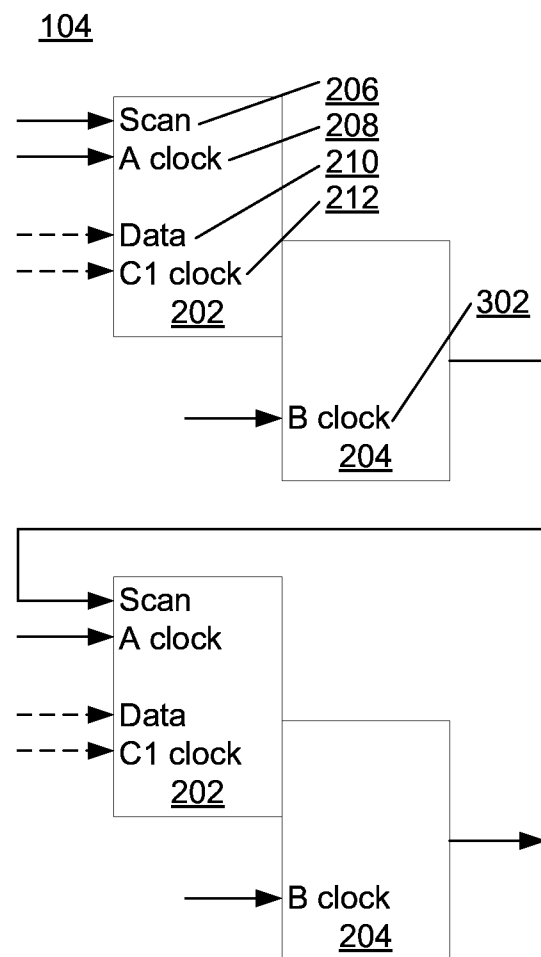 104
Scan 206
A clock 208
Data 210
C1 clock 212
202
302
B clock
204
Scan
A clock
Data
C1 clock
202
B clock
204